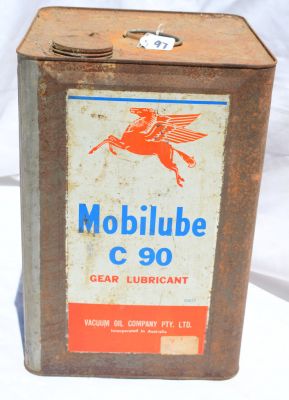 97
Mobilube
C 90
GEAR LUBRICANT
VACUUM OIL COMPANY PTY. LTD.
Incorporated in Australia